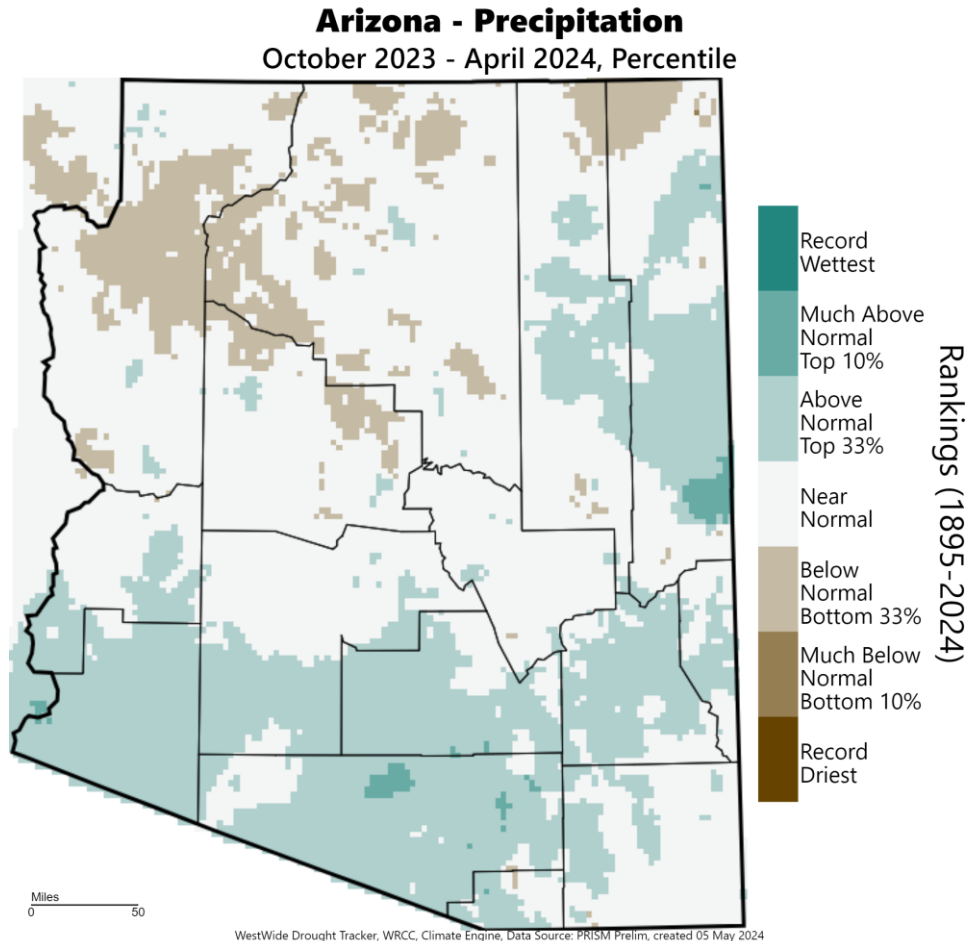 Arizona - Precipitation
October 2023 - April 2024, Percentile
Record
Wettest
Much Above
Normal
Top 10%
Above
Normal
Top 33%
Near
Normal
Below
Normal
Bottom 33%
Much Below
Normal
Bottom 10%
Record
Driest
Rankings (1895-2024)
Miles
0 50
WestWide Drought Tracker, WRCC, Climate Engine, Data Source: PRISM Prelim, created 05 May 2024